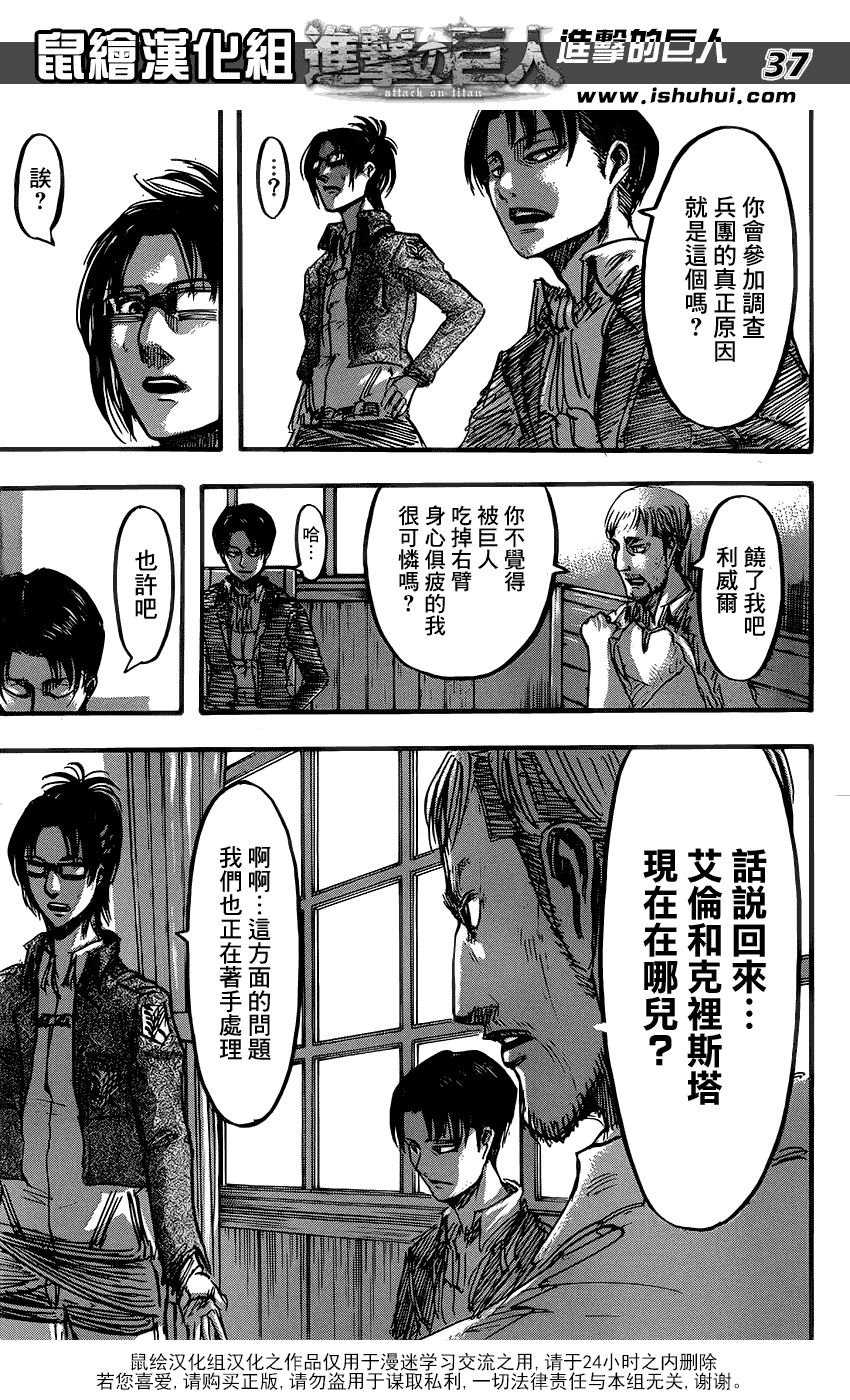 鼠繪漢化組
進撃の巨人
attack on titan
進擊的巨人
37
www.ishuhui.com
你會參加調查
兵團的真正原因
就是這個嗎？
…？
誒？
饒了我吧
利威爾
你不覺得
被巨人
吃掉右臂
身心俱疲的我
很可憐嗎？
哈…
也許吧
話說回來…
艾倫和克裡斯塔
現在在哪兒？
啊啊…這方面的問題
我們也正在著手處理
鼠绘汉化组汉化之作品仅用于漫迷学习交流之用, 请于24小时之内删除
若您喜爱, 请购买正版, 请勿盗用于谋取私利, 一切法律责任与本组无关, 谢谢.